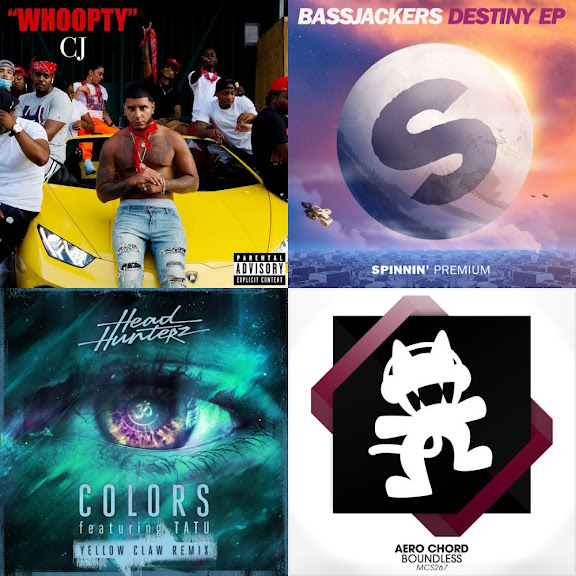 "WHOOPTY"
CJ
PARENTAL
ADVISORY
EXPLICIT CONTENT
BASSJACKERS DESTINY EP
S
SPINNIN' PREMIUM
Head
Hunterz
ॐ
COLORS
featuring TATU
YELLOW CLAW REMIX
AERO CHORD
BOUNDLESS
MCS267